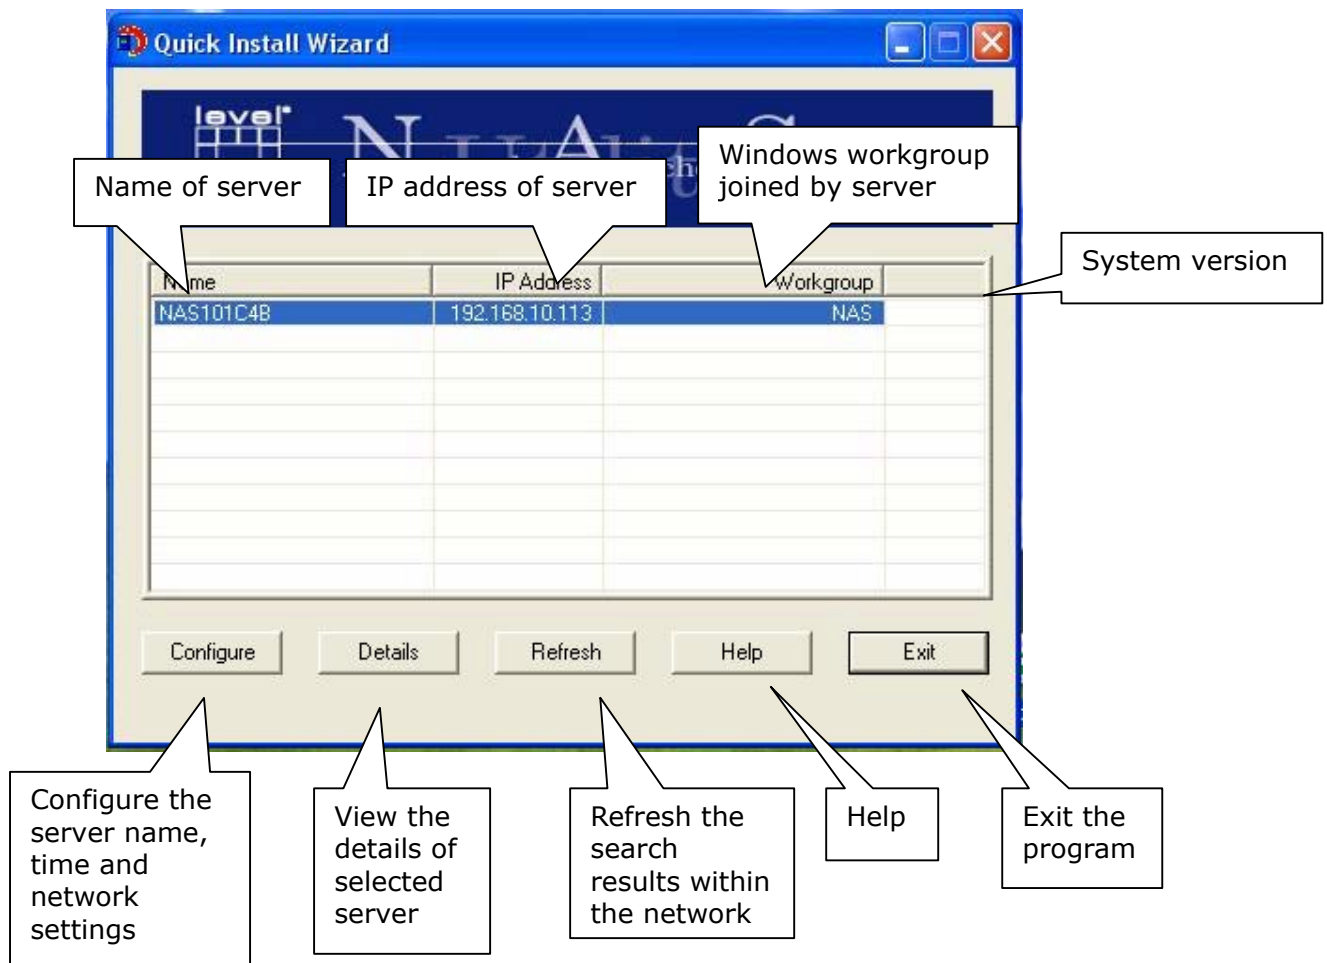 Quick Install Wizard
level
N A S
Name of server
IP address of server
Windows workgroup
joined by server
System version
Name IP Address Workgroup
NAS101C4B 192.168.10.113 NAS
Configure Details Refresh Help Exit
Configure the
server name,
time and
network
settings
View the
details of
selected
server
Refresh the
search
results within
the network
Help
Exit the
program